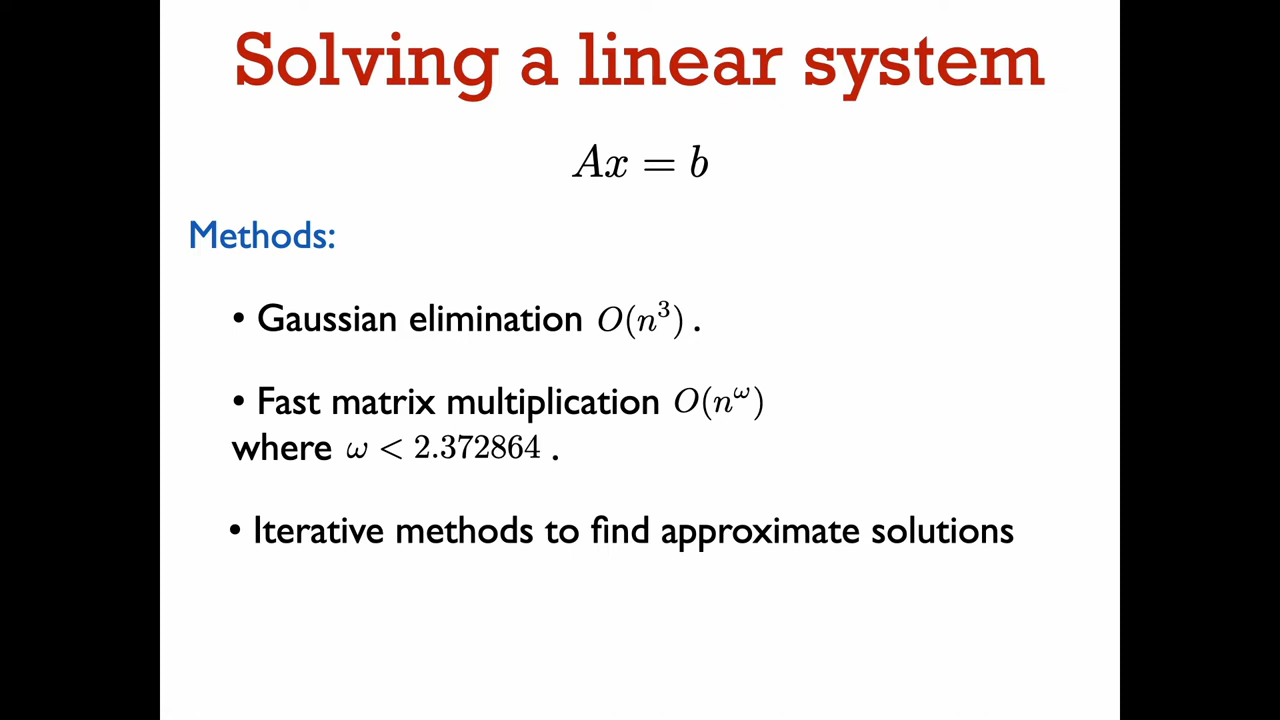 Solving a linear system
Ax = b
Methods:
• Gaussian elimination O(n³) .
• Fast matrix multiplication O(n^ω)
where ω < 2.372864 .
• Iterative methods to find approximate solutions